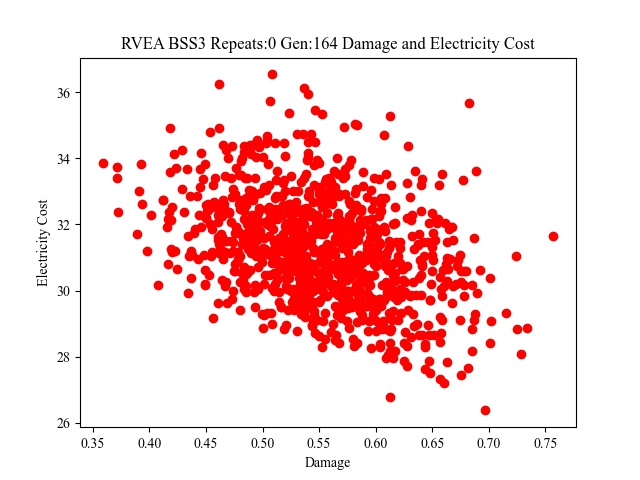 RVEA BSS3 Repeats:0 Gen:164 Damage and Electricity Cost
36
34
32
30
28
26
Electricity Cost
0.35 0.40 0.45 0.50 0.55 0.60 0.65 0.70 0.75
Damage